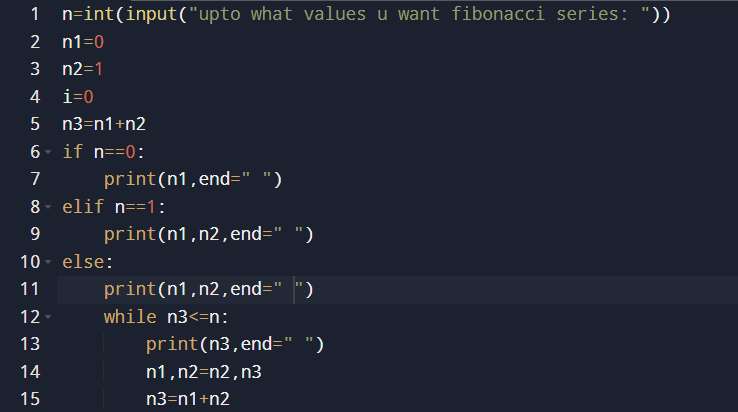 1 n=int(input("upto what values u want fibonacci series: "))
2 n1=0
3 n2=1
4 i=0
5 n3=n1+n2
6 if n==0:
7     print(n1,end=" ")
8 elif n==1:
9     print(n1,n2,end=" ")
10 else:
11     print(n1,n2,end=" ")
12     while n3<=n:
13         print(n3,end=" ")
14         n1,n2=n2,n3
15         n3=n1+n2